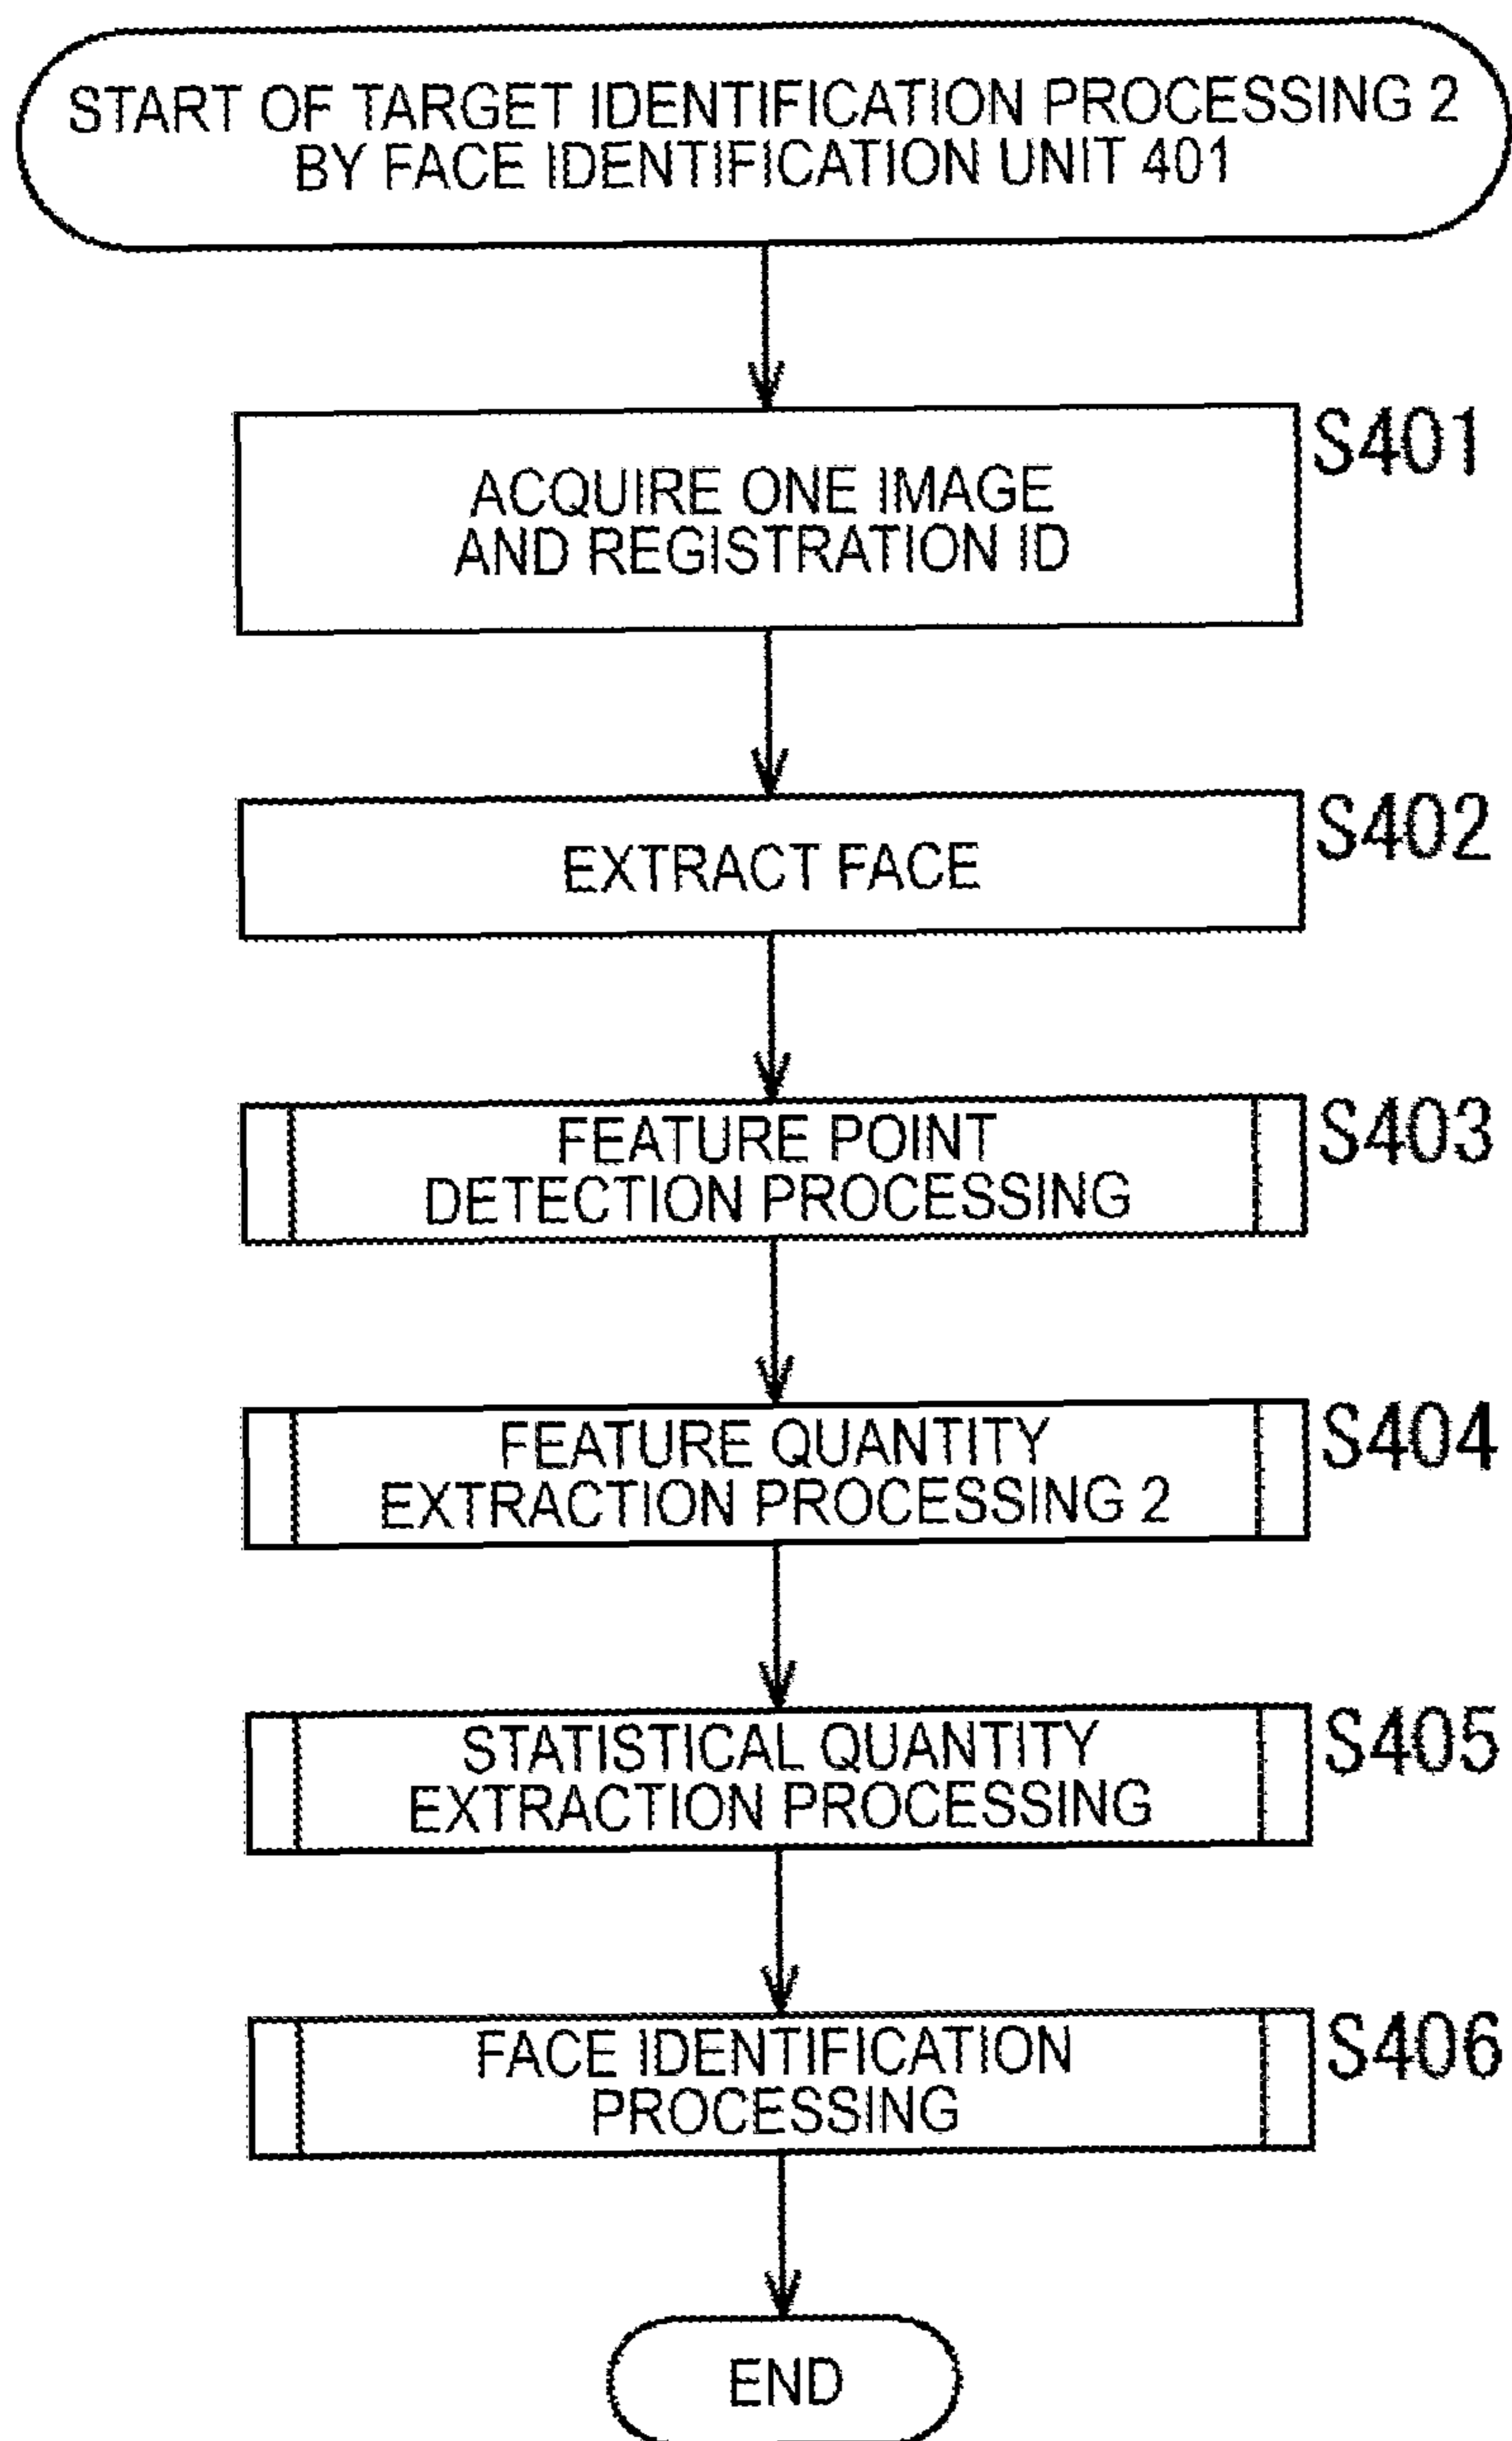 START OF TARGET IDENTIFICATION PROCESSING 2
BY FACE IDENTIFICATION UNIT 401
S401
ACQUIRE ONE IMAGE
AND REGISTRATION ID
S402
EXTRACT FACE
S403
FEATURE POINT
DETECTION PROCESSING
S404
FEATURE QUANTITY
EXTRACTION PROCESSING 2
S405
STATISTICAL QUANTITY
EXTRACTION PROCESSING
S406
FACE IDENTIFICATION
PROCESSING
END